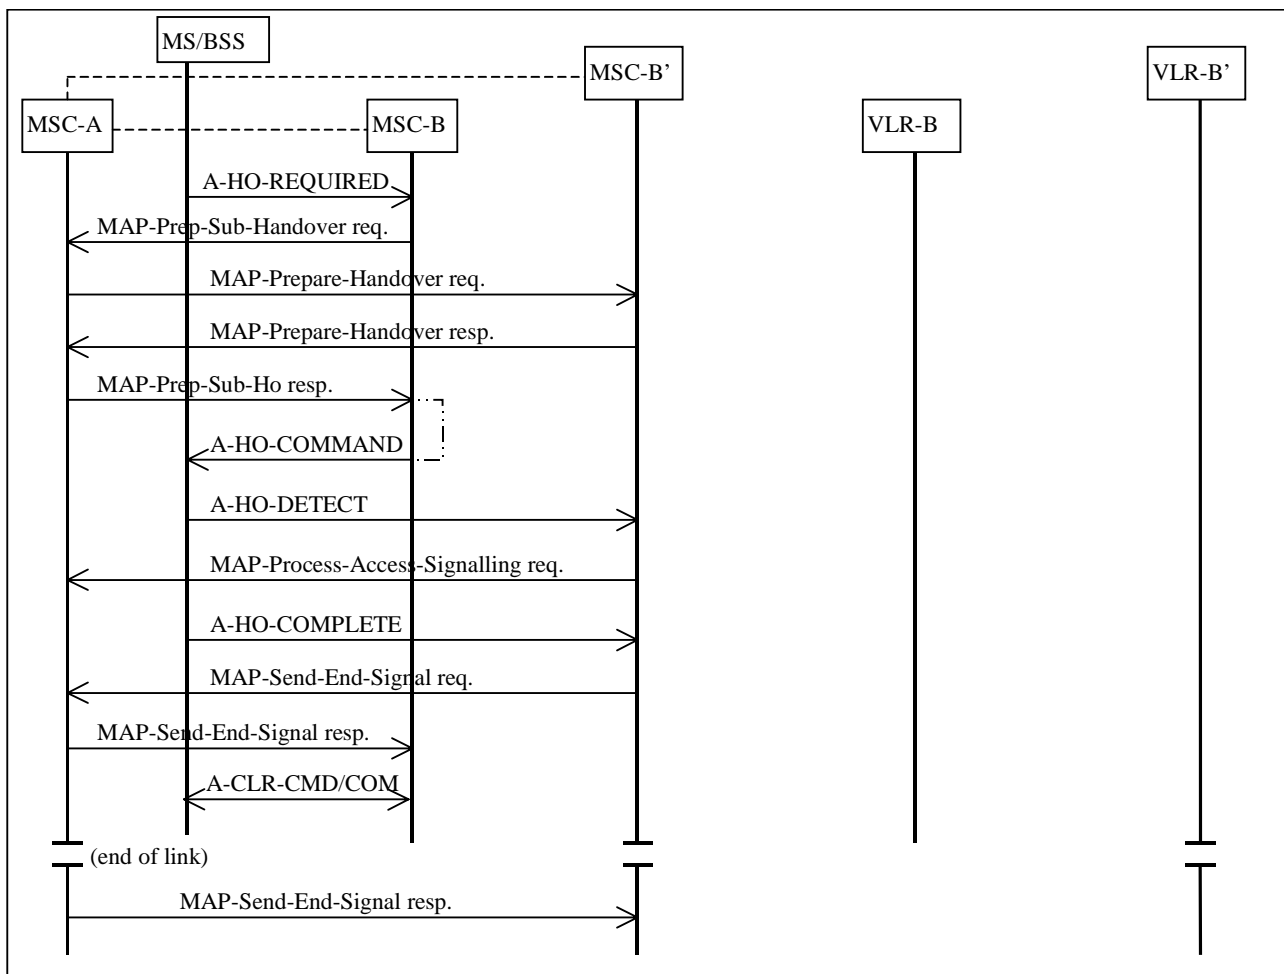 MS/BSS
MSC-B’
VLR-B’
MSC-A
MSC-B
VLR-B
A-HO-REQUIRED
MAP-Prep-Sub-Handover req.
MAP-Prepare-Handover req.
MAP-Prepare-Handover resp.
MAP-Prep-Sub-Ho resp.
A-HO-COMMAND
A-HO-DETECT
MAP-Process-Access-Signalling req.
A-HO-COMPLETE
MAP-Send-End-Signal req.
MAP-Send-End-Signal resp.
A-CLR-CMD/COM
(end of link)
MAP-Send-End-Signal resp.